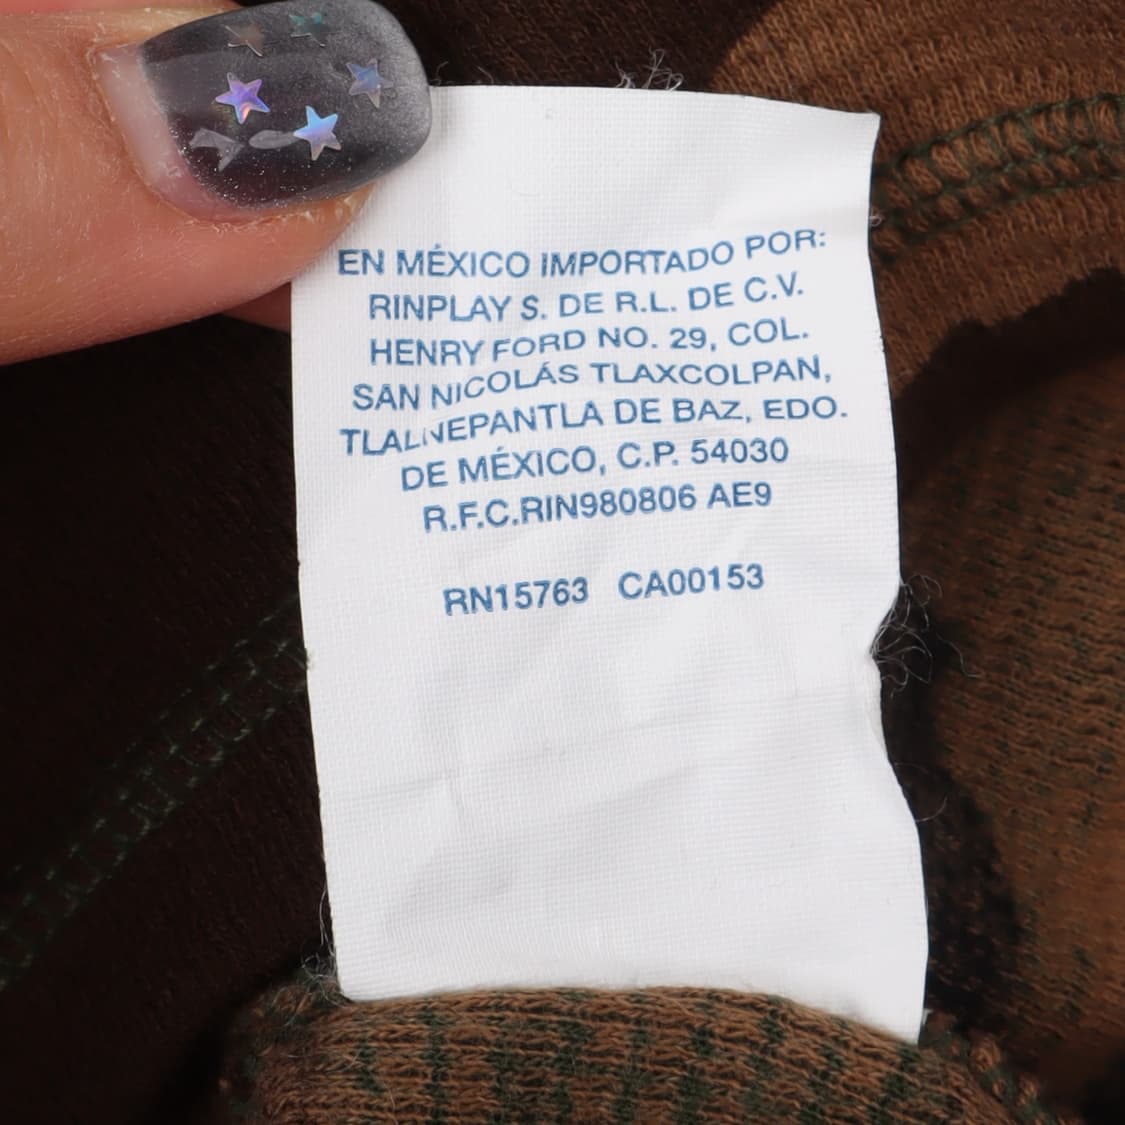 EN MÉXICO IMPORTADO POR:
RINPLAY S. DE R.L. DE C.V.
HENRY FORD NO. 29, COL.
SAN NICOLÁS TLAXCOLPAN,
TLALNEPANTLA DE BAZ, EDO.
DE MÉXICO, C.P. 54030
R.F.C.RIN980806 AE9
RN15763 CA00153